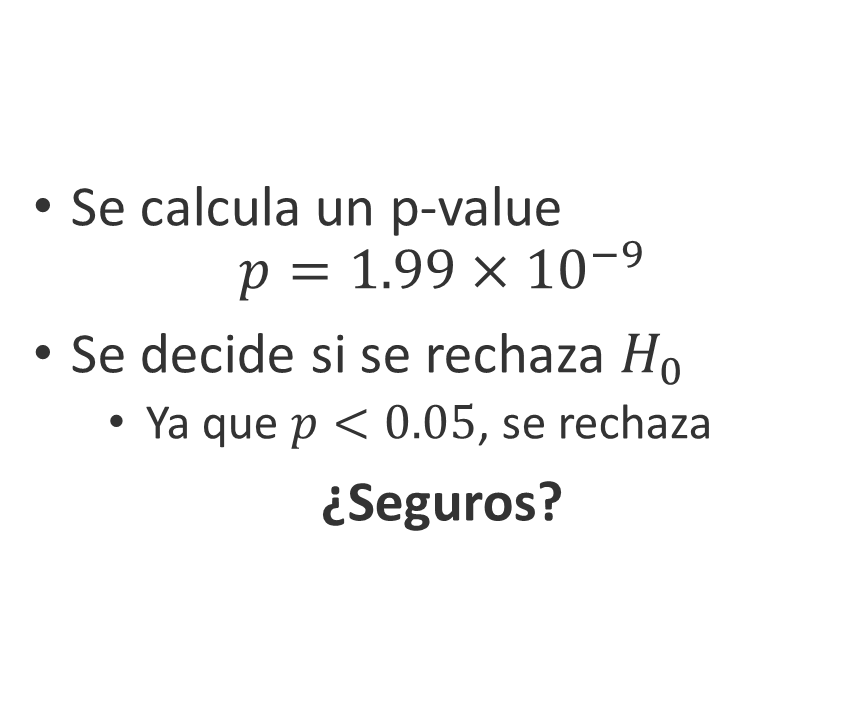 • Se calcula un p-value
p = 1.99 × 10⁻⁹
• Se decide si se rechaza H₀
• Ya que p < 0.05, se rechaza
¿Seguros?